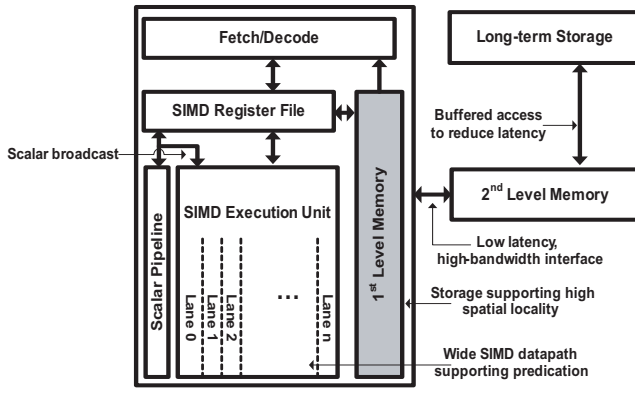 Fetch/Decode
Long-term Storage
SIMD Register File
Buffered access
to reduce latency
Scalar broadcast
Scalar Pipeline
SIMD Execution Unit
Lane 0
Lane 1
Lane 2
...
Lane n
1st Level Memory
2nd Level Memory
Low latency,
high-bandwidth interface
Storage supporting high
spatial locality
Wide SIMD datapath
supporting predication